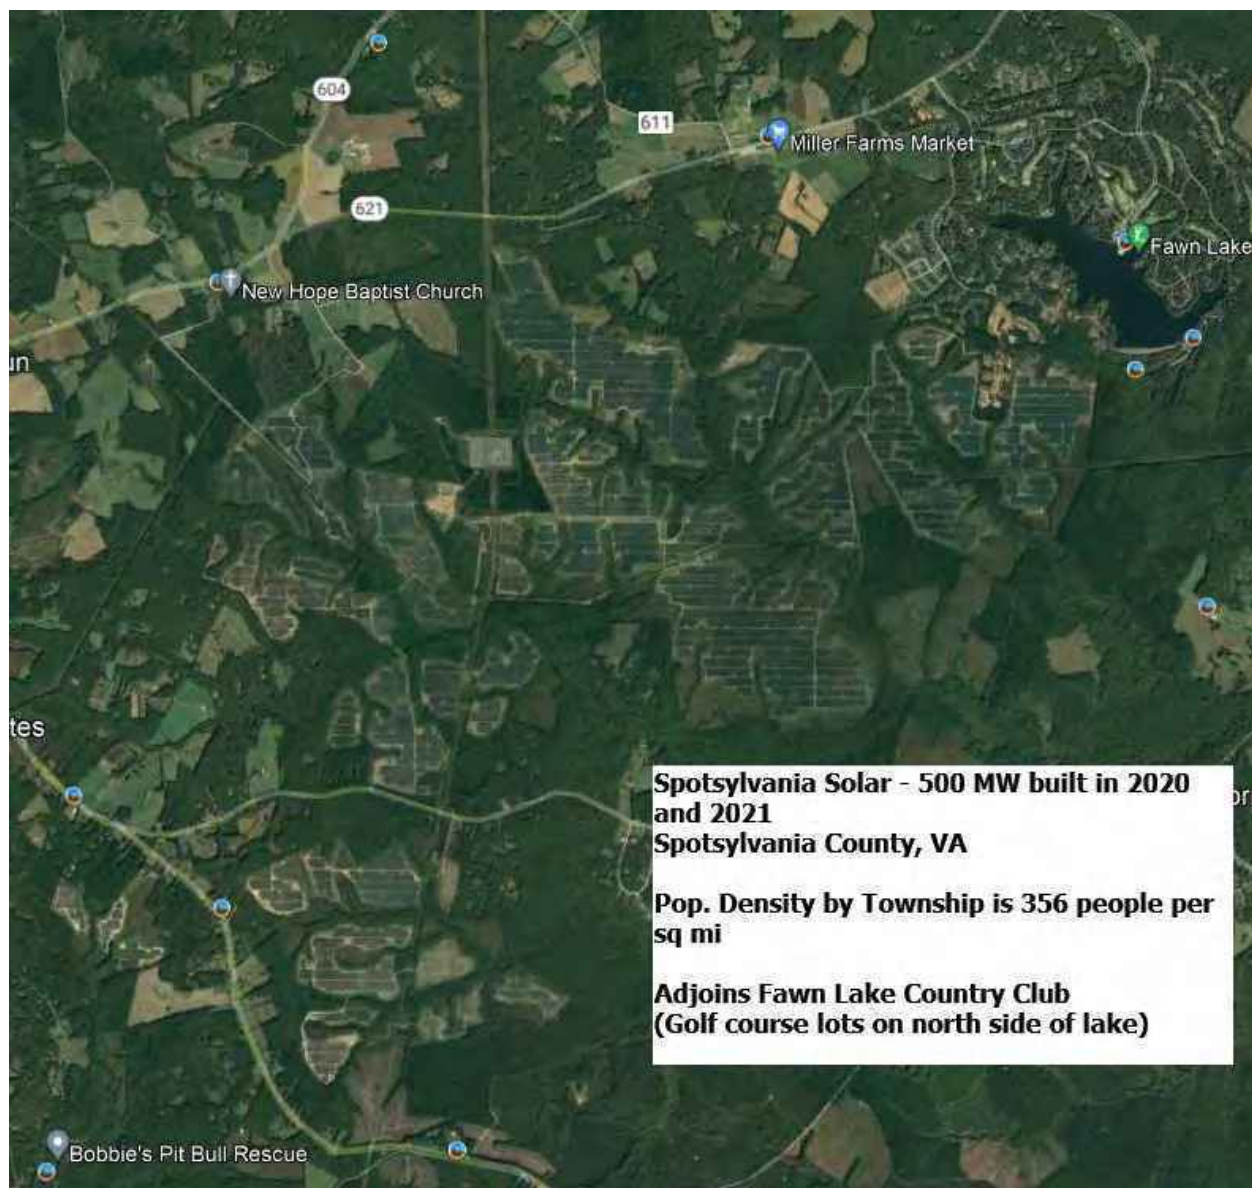 604
611
Miller Farms Market
621
Fawn Lake
New Hope Baptist Church
un
tes
Spotsylvania Solar - 500 MW built in 2020
and 2021
Spotsylvania County, VA
Pop. Density by Township is 356 people per
sq mi
Adjoins Fawn Lake Country Club
(Golf course lots on north side of lake)
or
Bobbie's Pit Bull Rescue